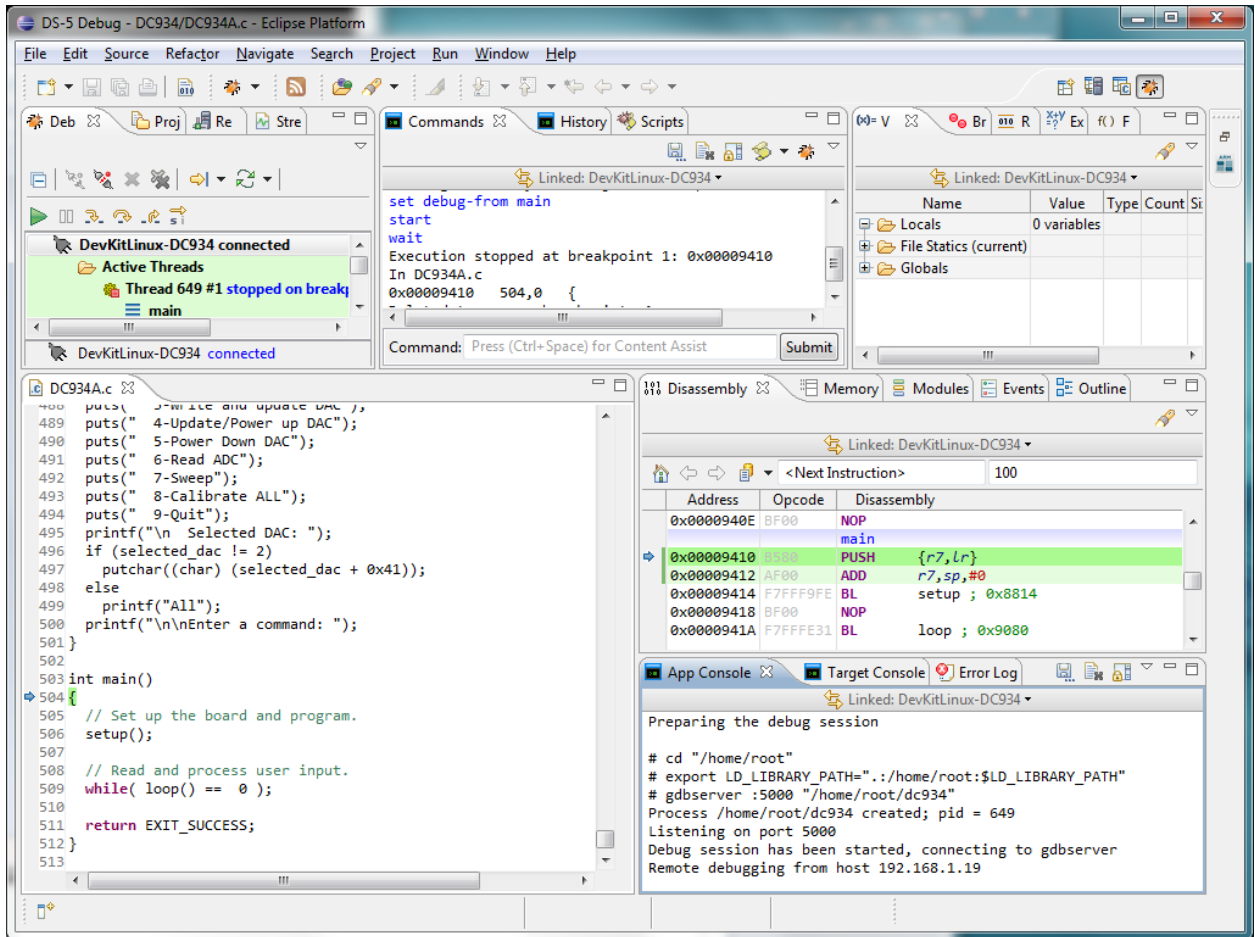 DS-5 Debug - DC934/DC934A.c - Eclipse Platform
File Edit Source Refactor Navigate Search Project Run Window Help
Deb Proj Re Stre
DevKitLinux-DC934 connected
Active Threads
Thread 649 #1 stopped on breakp
main
DevKitLinux-DC934 connected
Commands History Scripts
Linked: DevKitLinux-DC934
set debug-from main
start
wait
Execution stopped at breakpoint 1: 0x00009410
In DC934A.c
0x00009410 504,0 {
Command: Press (Ctrl+Space) for Content Assist Submit
(x)= V Br 010 R x+y =? Ex f() F
Linked: DevKitLinux-DC934
Name Value Type Count Si
Locals 0 variables
File Statics (current)
Globals
DC934A.c
488 puts(" 3-Write and update DAC");
489 puts(" 4-Update/Power up DAC");
490 puts(" 5-Power Down DAC");
491 puts(" 6-Read ADC");
492 puts(" 7-Sweep");
493 puts(" 8-Calibrate ALL");
494 puts(" 9-Quit");
495 printf("\n Selected DAC: ");
496 if (selected_dac != 2)
497 putchar((char) (selected_dac + 0x41));
498 else
499 printf("All");
500 printf("\n\nEnter a command: ");
501 }
502
503 int main()
504 {
505 // Set up the board and program.
506 setup();
507
508 // Read and process user input.
509 while( loop() == 0 );
510
511 return EXIT_SUCCESS;
512 }
513
Disassembly Memory Modules Events Outline
Linked: DevKitLinux-DC934
<Next Instruction> 100
Address Opcode Disassembly
0x0000940E BF00 NOP
main
0x00009410 B580 PUSH {r7,lr}
0x00009412 AF00 ADD r7,sp,#0
0x00009414 F7FFF9FE BL setup ; 0x8814
0x00009418 BF00 NOP
0x0000941A F7FFFE31 BL loop ; 0x9080
App Console Target Console Error Log
Linked: DevKitLinux-DC934
Preparing the debug session
# cd "/home/root"
# export LD_LIBRARY_PATH=".:/home/root:$LD_LIBRARY_PATH"
# gdbserver :5000 "/home/root/dc934"
Process /home/root/dc934 created; pid = 649
Listening on port 5000
Debug session has been started, connecting to gdbserver
Remote debugging from host 192.168.1.19